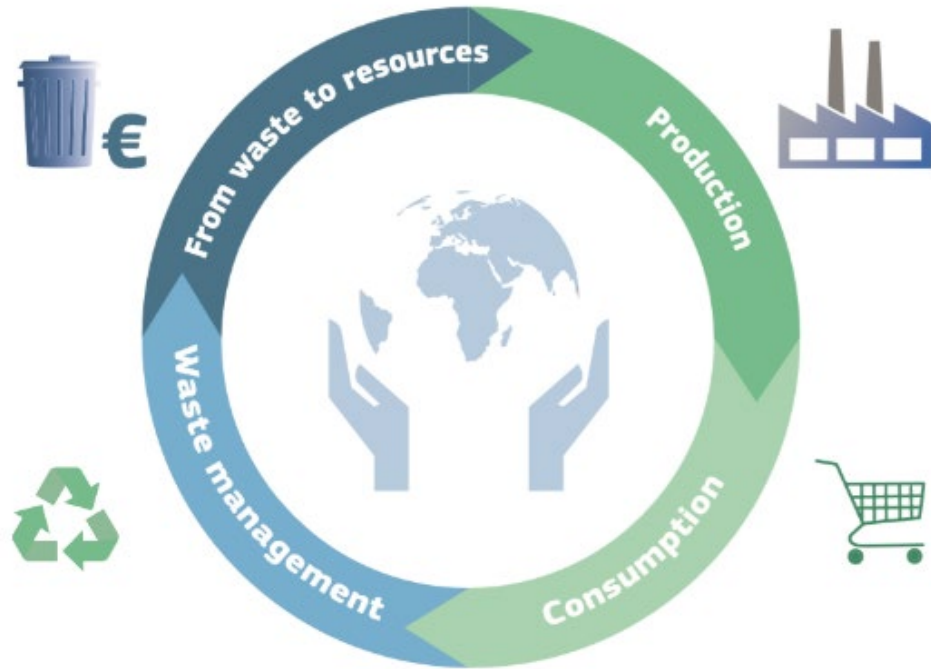 From waste to resources
Production
Consumption
Waste management
€